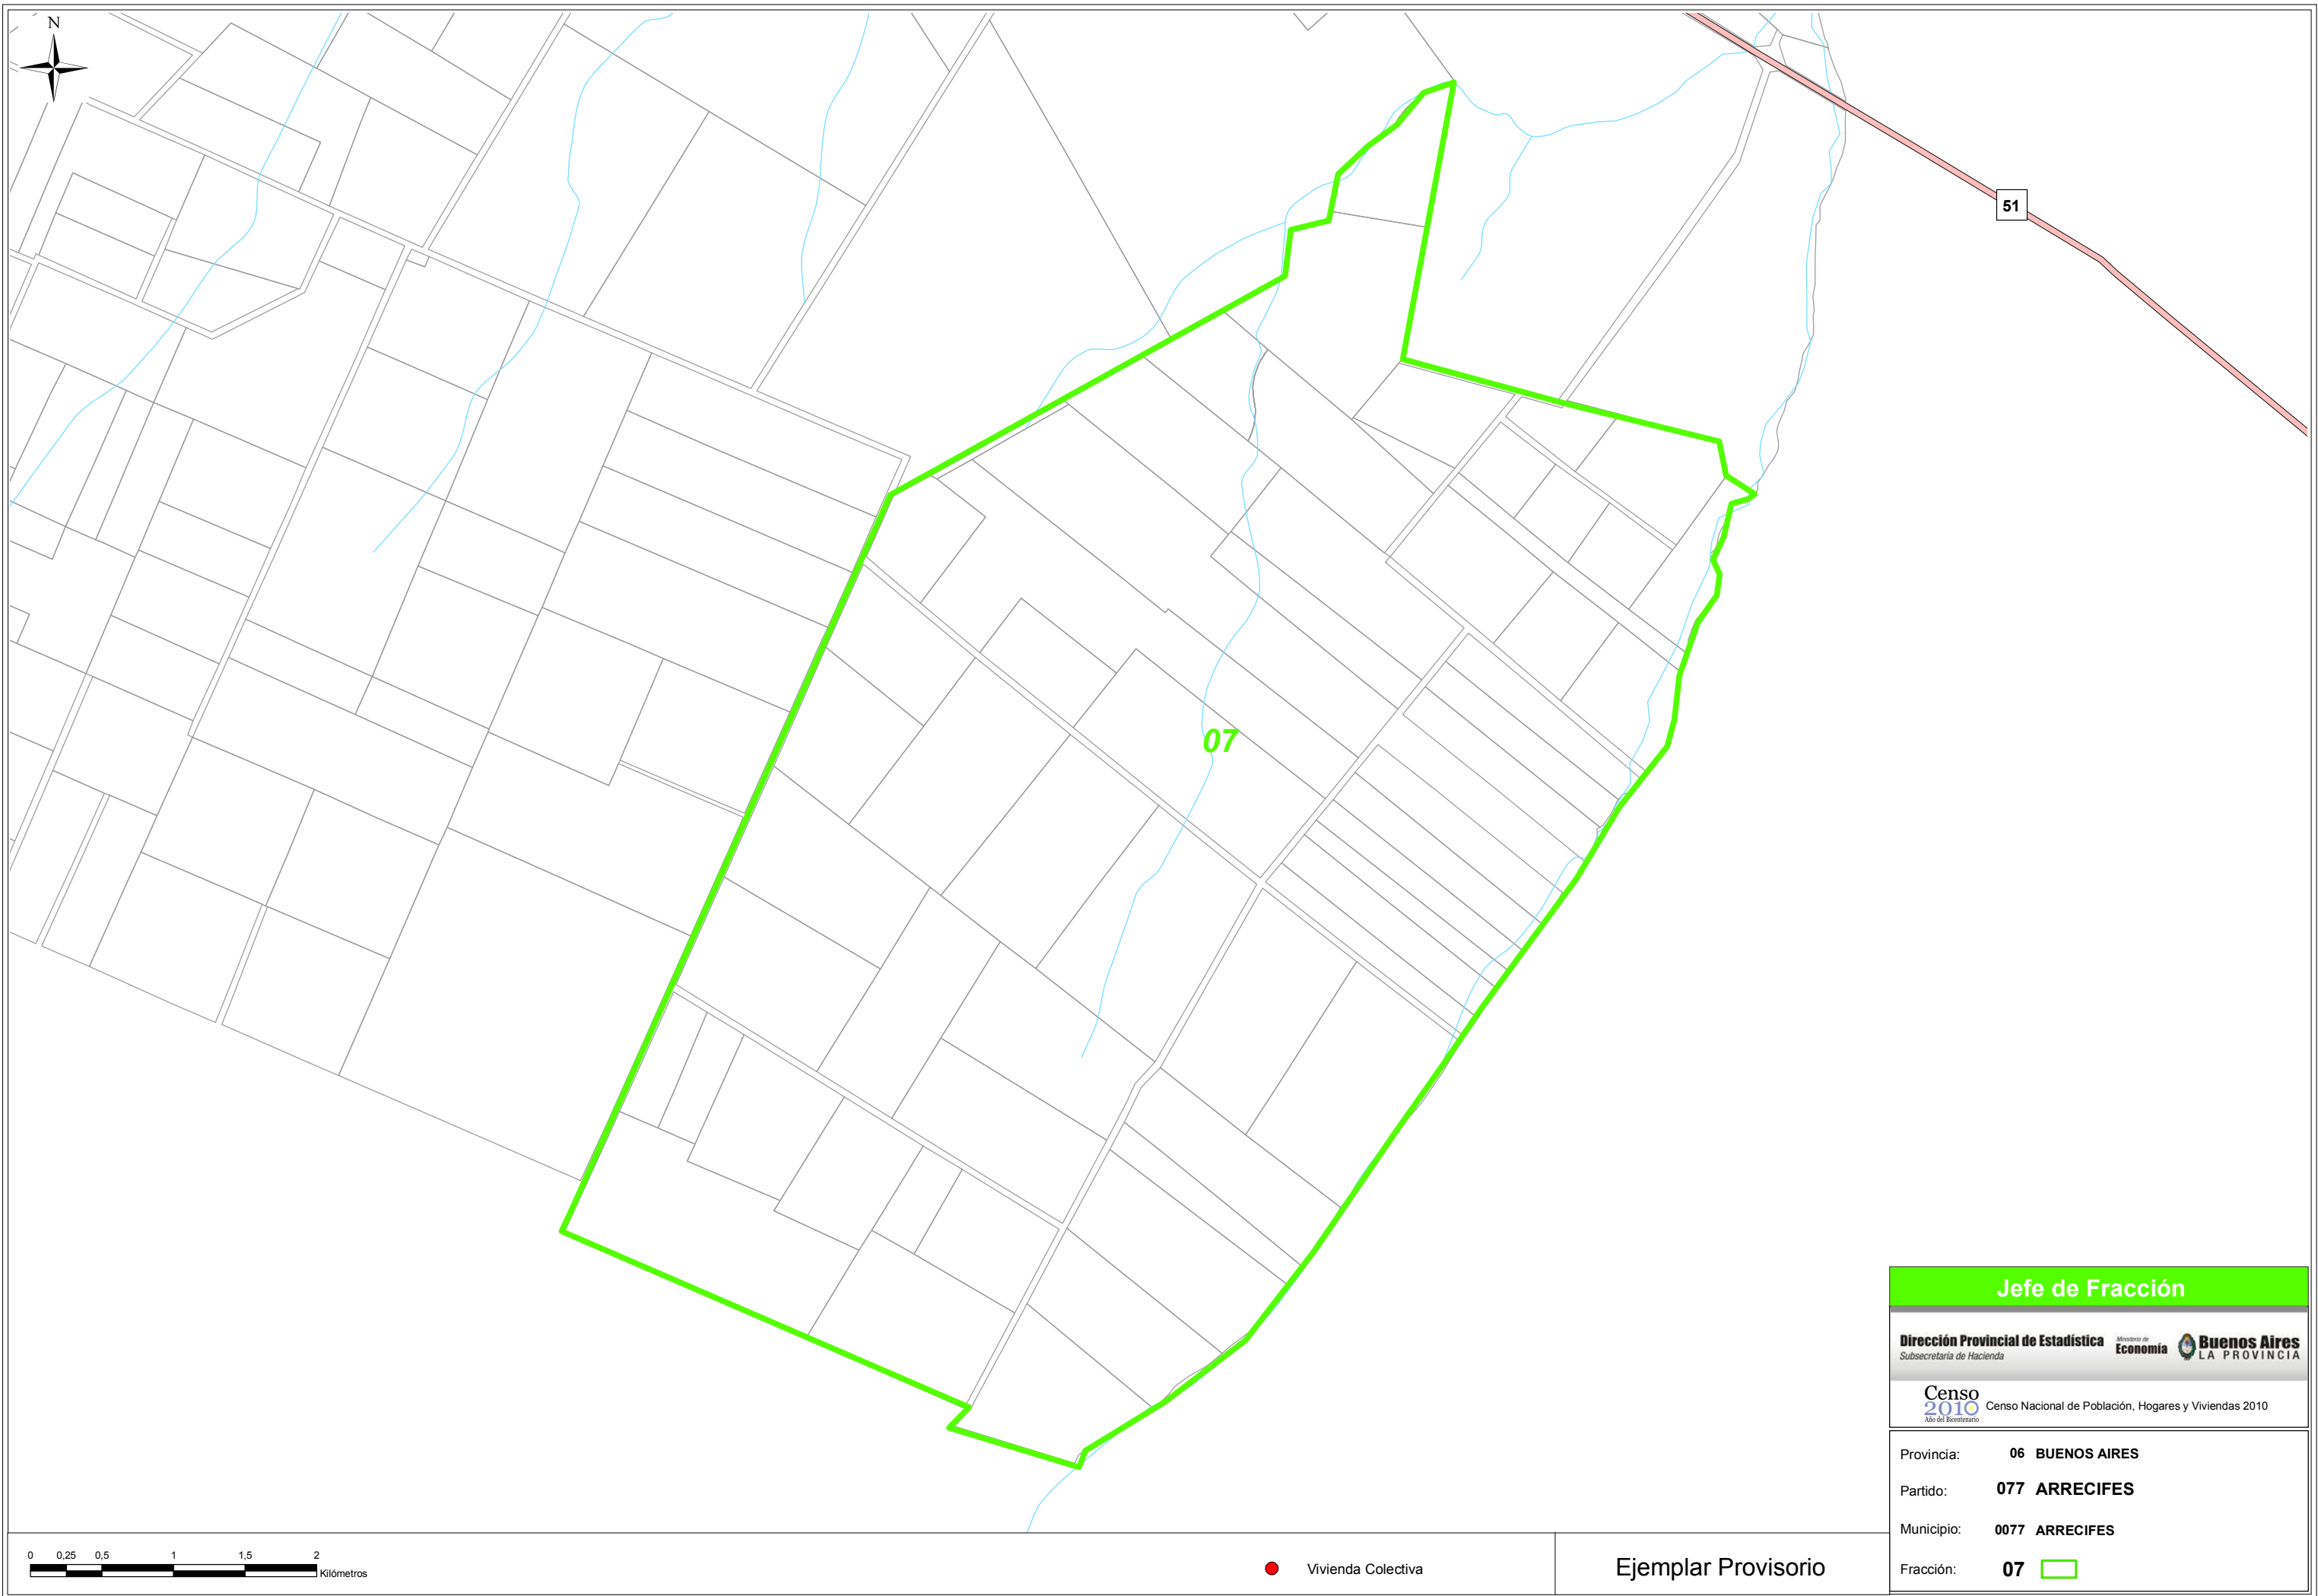 N
51
07
Jefe de Fracción
Dirección Provincial de Estadística
Subsecretaría de Hacienda
Ministerio de
Economía
Buenos Aires
LA PROVINCIA
Censo
2010
Año del Bicentenario
Censo Nacional de Población, Hogares y Viviendas 2010
Provincia: 06 BUENOS AIRES
Partido: 077 ARRECIFES
Municipio: 0077 ARRECIFES
Fracción: 07
0 0,25 0,5 1 1,5 2
Kilómetros
Vivienda Colectiva
Ejemplar Provisorio